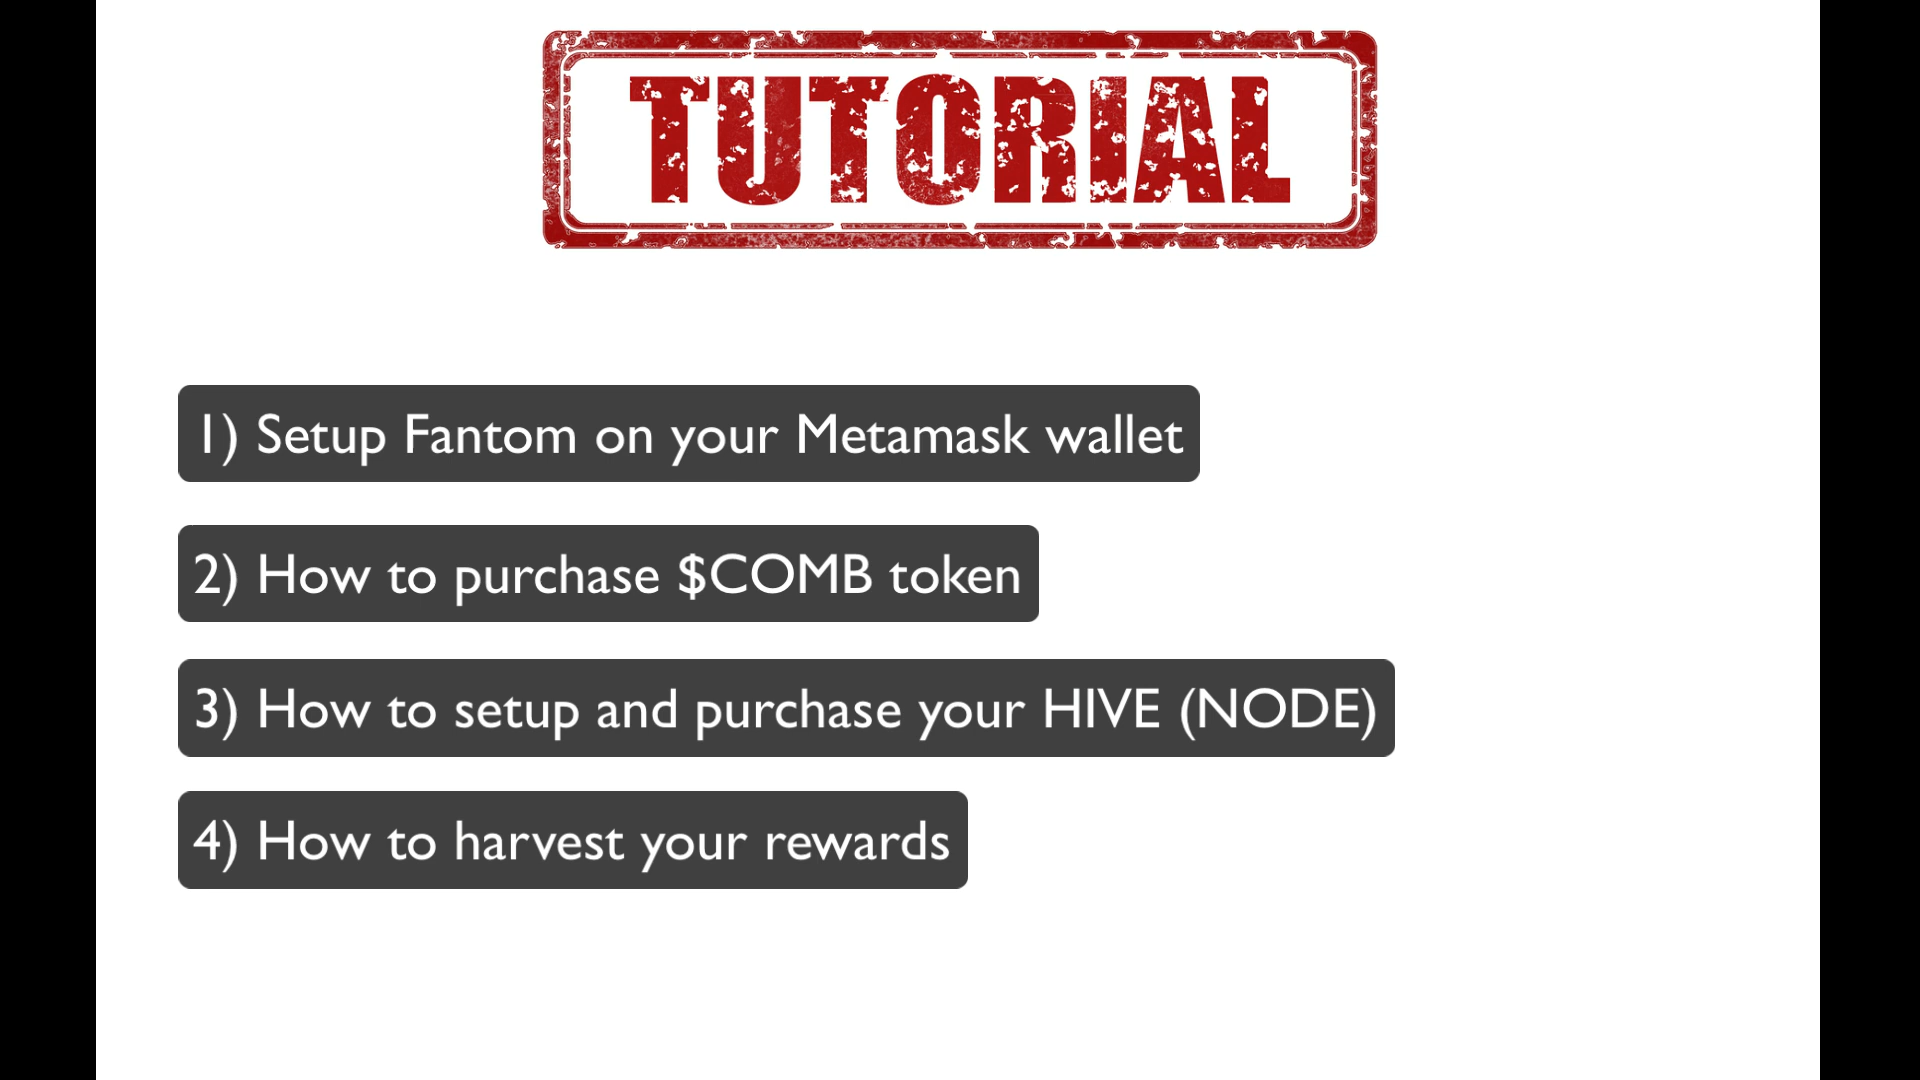 TUTORIAL
1) Setup Fantom on your Metamask wallet
2) How to purchase $COMB token
3) How to setup and purchase your HIVE (NODE)
4) How to harvest your rewards